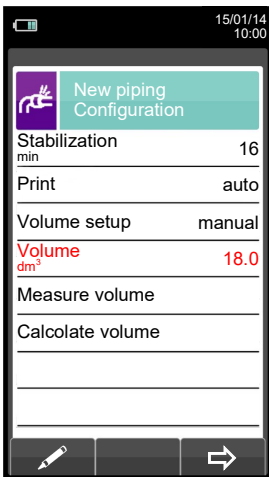 15/01/14
10:00
New piping
Configuration
Stabilization
min
16
Print
auto
Volume setup
manual
Volume
dm³
18.0
Measure volume
Calcolate volume